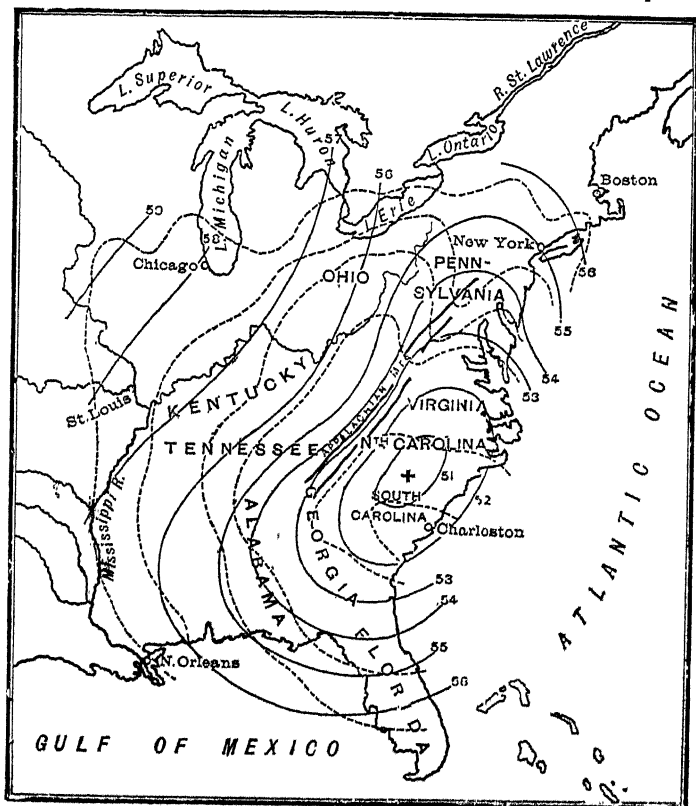 R. St. Lawrence
L. Superior
L. Huron
L. Ontario
L. Michigan
57
56
L. Erie
Boston
59
58
New York
Chicago
OHIO
PENN-
SYLVANIA
56
55
54
53
KENTUCKY
St. Louis
APPALACHIAN
VIRGINIA
TENNESSEE
NTH CAROLINA
51
52
SOUTH
CAROLINA
Charleston
Mississippi R.
ALABAMA
GEORGIA
53
54
55
56
N. Orleans
FLORIDA
ATLANTIC OCEAN
GULF OF MEXICO